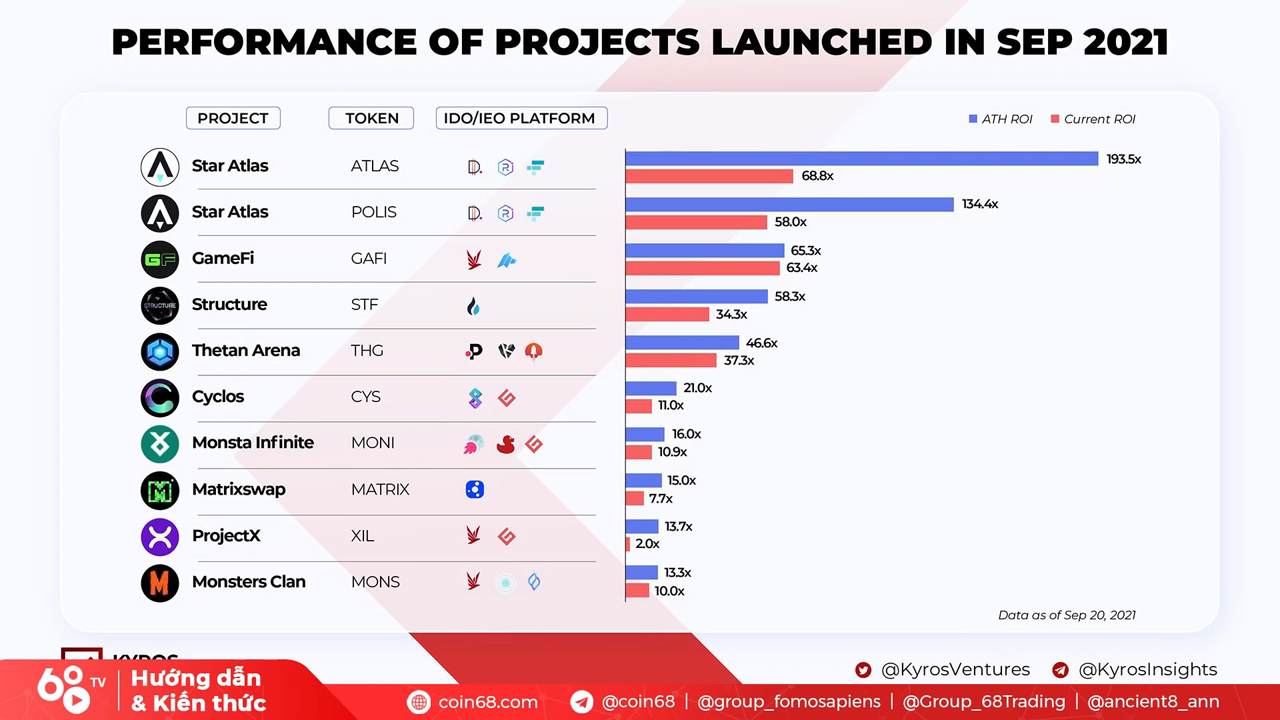 PERFORMANCE OF PROJECTS LAUNCHED IN SEP 2021
PROJECT TOKEN IDO/IEO PLATFORM ATH ROI Current ROI
Star Atlas ATLAS 193.5x
68.8x
Star Atlas POLIS 134.4x
58.0x
GameFi GAFI 65.3x
63.4x
Structure STF 58.3x
34.3x
Thetan Arena THG 46.6x
37.3x
Cyclos CYS 21.0x
11.0x
Monsta Infinite MONI 16.0x
10.9x
Matrixswap MATRIX 15.0x
7.7x
ProjectX XIL 13.7x
2.0x
Monsters Clan MONS 13.3x
10.0x
Data as of Sep 20, 2021
KYROS
@KyrosVentures @KyrosInsights
68 TV Hướng dẫn
& Kiến thức
coin68.com @coin68 | @group_fomosapiens | @Group_68Trading | @ancient8_ann